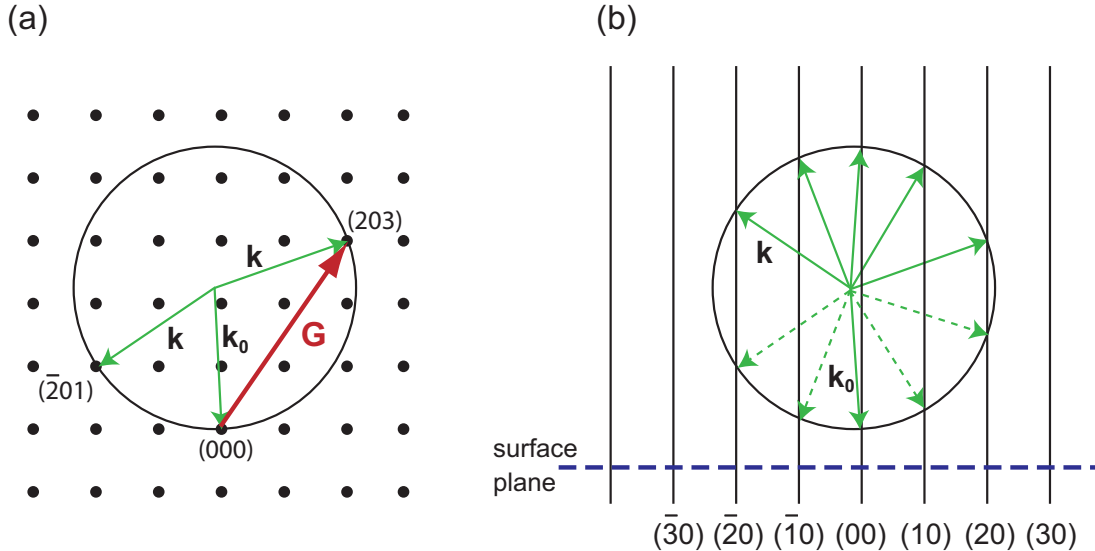 (a)
(203)
k
k
k₀
G
(2̅01)
(000)
(b)
k
k₀
surface
plane
(3̅0) (2̅0) (1̅0) (00) (10) (20) (30)